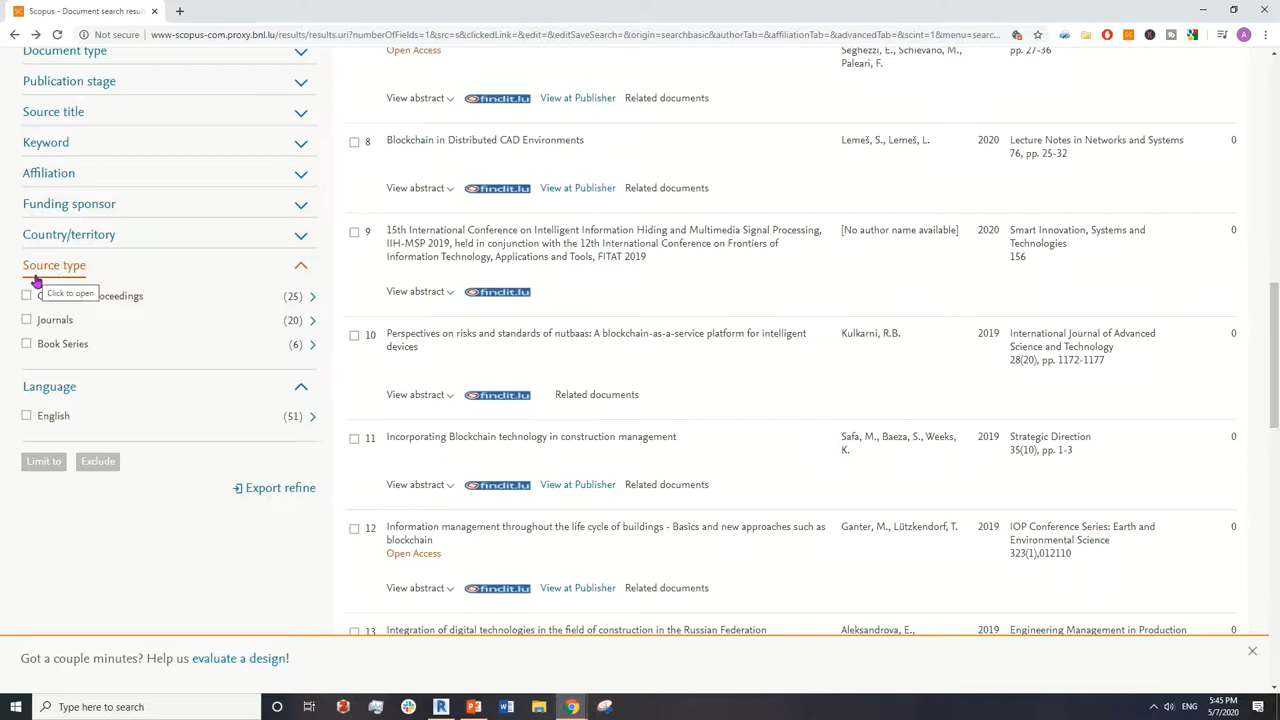 Scopus - Document search resul
Not secure | www-scopus-com.proxy.bnl.lu/results/results.uri?numberOfFields=1&src=s&clickedLink=&edit=&editSaveSearch=&origin=searchbasic&authorTab=&affiliationTab=&advancedTab=&scint=1&menu=searc...
Document type
Publication stage
Source title
Keyword
Affiliation
Funding sponsor
Country/territory
Source type
Click to open
oceedings (25)
Journals (20)
Book Series (6)
Language
English (51)
Limit to Exclude
Export refine
Open Access Seghezzi, E., Schievano, M., pp. 27-36
Paleari, F.
View abstract findit.lu View at Publisher Related documents
8 Blockchain in Distributed CAD Environments Lemeš, S., Lemeš, L. 2020 Lecture Notes in Networks and Systems 0
76, pp. 25-32
View abstract findit.lu View at Publisher Related documents
9 15th International Conference on Intelligent Information Hiding and Multimedia Signal Processing, [No author name available] 2020 Smart Innovation, Systems and 0
IIH-MSP 2019, held in conjunction with the 12th International Conference on Frontiers of Technologies
Information Technology, Applications and Tools, FITAT 2019 156
View abstract findit.lu
10 Perspectives on risks and standards of nutbaas: A blockchain-as-a-service platform for intelligent Kulkarni, R.B. 2019 International Journal of Advanced 0
devices Science and Technology
28(20), pp. 1172-1177
View abstract findit.lu Related documents
11 Incorporating Blockchain technology in construction management Safa, M., Baeza, S., Weeks, 2019 Strategic Direction 0
K. 35(10), pp. 1-3
View abstract findit.lu View at Publisher Related documents
12 Information management throughout the life cycle of buildings - Basics and new approaches such as Ganter, M., Lützkendorf, T. 2019 IOP Conference Series: Earth and 0
blockchain Environmental Science
Open Access 323(1),012110
View abstract findit.lu View at Publisher Related documents
13 Integration of digital technologies in the field of construction in the Russian Federation Aleksandrova, E., 2019 Engineering Management in Production 0
Got a couple minutes? Help us evaluate a design!
Type here to search
ENG
5:45 PM
5/7/2020